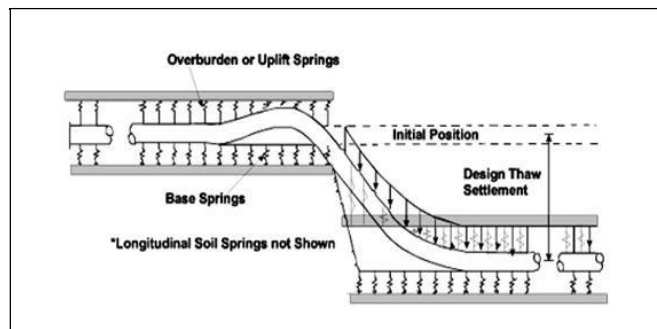 Overburden or Uplift Springs
Initial Position
Design Thaw
Settlement
Base Springs
*Longitudinal Soil Springs not Shown